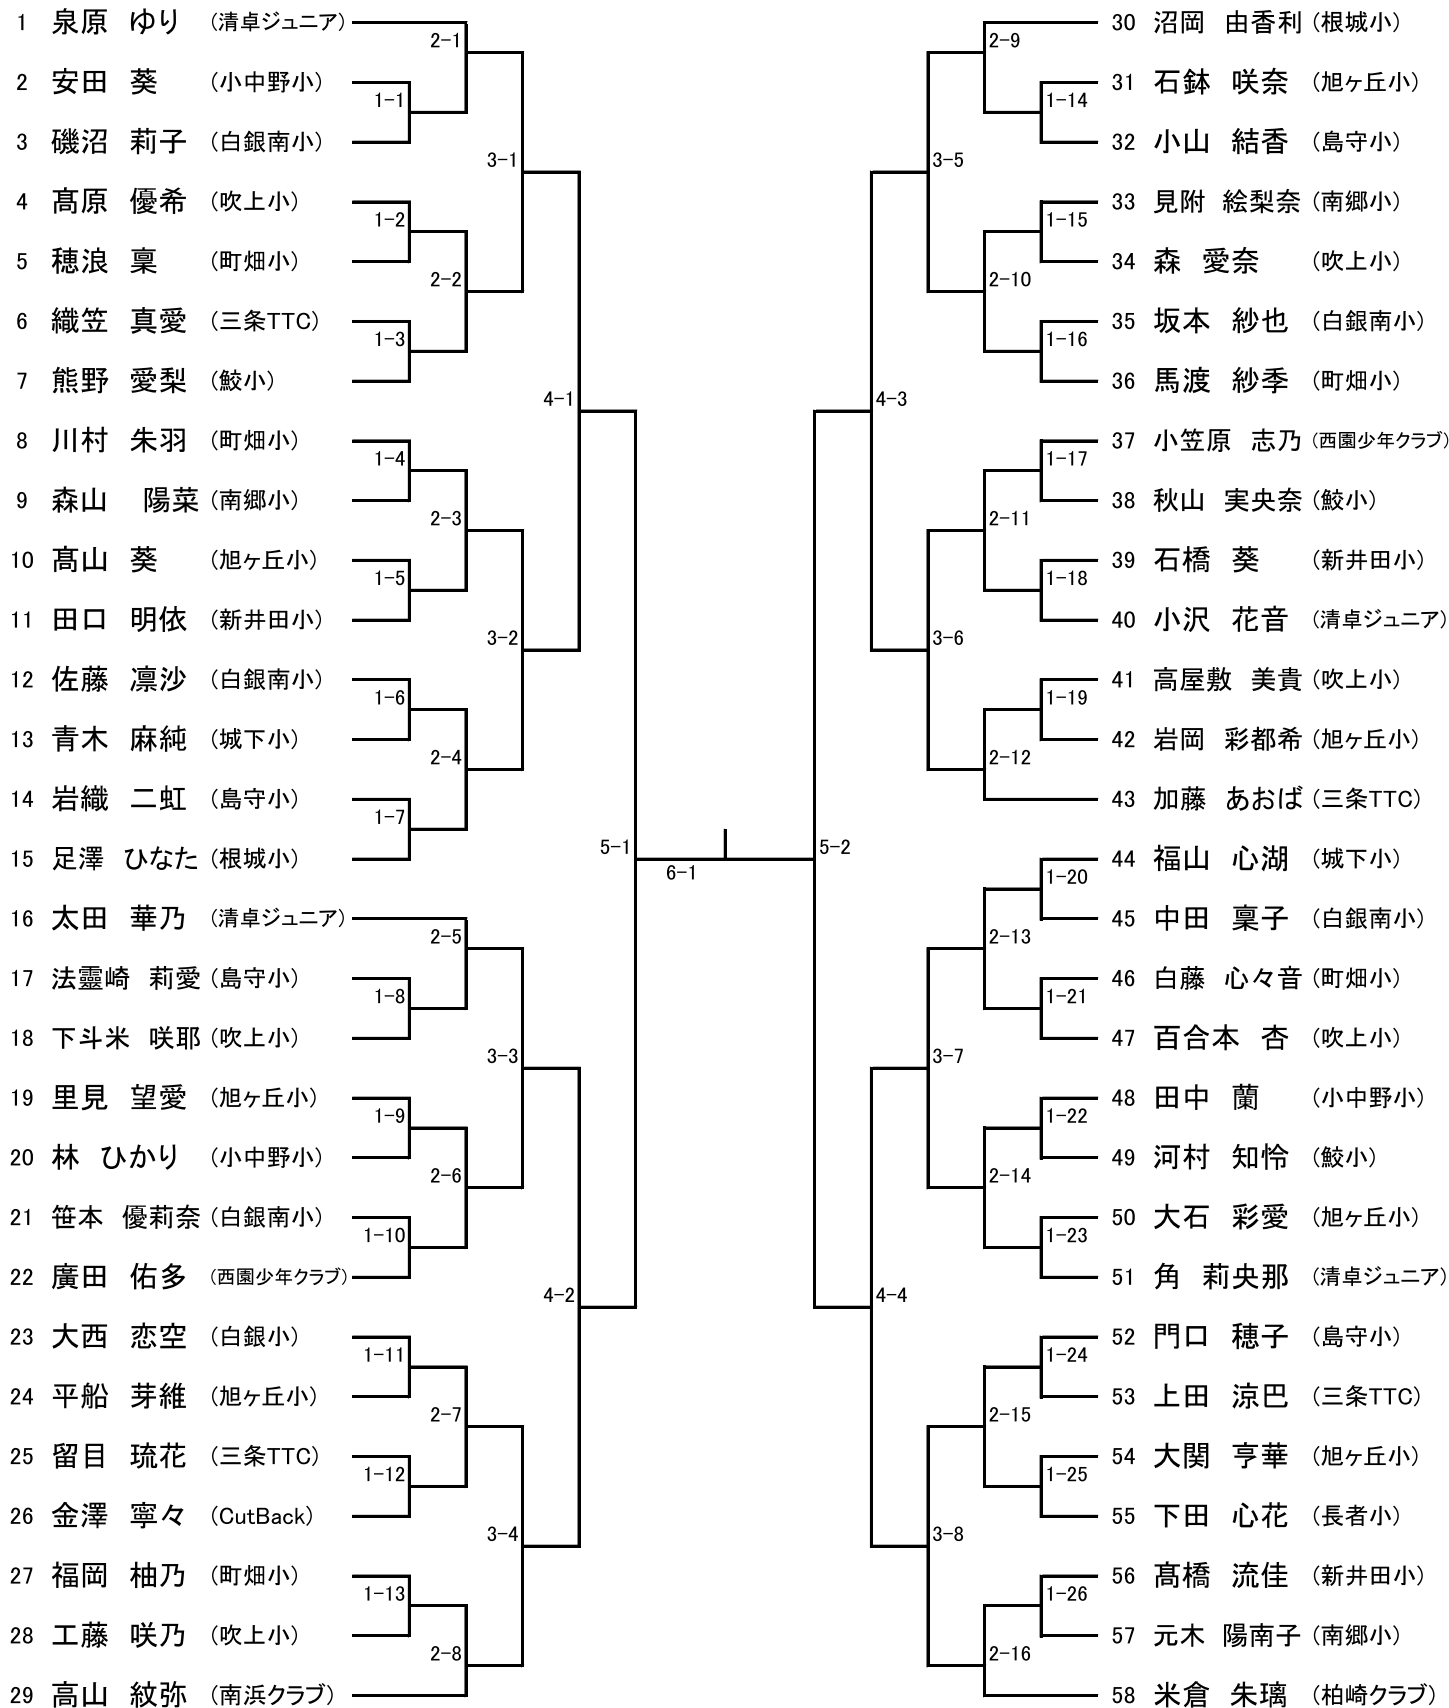 1 泉原 ゆり (清卓ジュニア)
2 安田 葵 (小中野小)
3 磯沼 莉子 (白銀南小)
4 髙原 優希 (吹上小)
5 穂浪 稟 (町畑小)
6 織笠 真愛 (三条TTC)
7 熊野 愛梨 (鮫小)
8 川村 朱羽 (町畑小)
9 森山 陽菜 (南郷小)
10 髙山 葵 (旭ヶ丘小)
11 田口 明依 (新井田小)
12 佐藤 凛沙 (白銀南小)
13 青木 麻純 (城下小)
14 岩織 二虹 (島守小)
15 足澤 ひなた (根城小)
16 太田 華乃 (清卓ジュニア)
17 法靈崎 莉愛 (島守小)
18 下斗米 咲耶 (吹上小)
19 里見 望愛 (旭ヶ丘小)
20 林 ひかり (小中野小)
21 笹本 優莉奈 (白銀南小)
22 廣田 佑多 (西園少年クラブ)
23 大西 恋空 (白銀小)
24 平船 芽維 (旭ヶ丘小)
25 留目 琉花 (三条TTC)
26 金澤 寧々 (CutBack)
27 福岡 柚乃 (町畑小)
28 工藤 咲乃 (吹上小)
29 高山 紋弥 (南浜クラブ)
1-1
1-2
1-3
1-4
1-5
1-6
1-7
1-8
1-9
1-10
1-11
1-12
1-13
2-1
2-2
2-3
2-4
2-5
2-6
2-7
2-8
3-1
3-2
3-3
3-4
4-1
4-2
5-1
6-1
5-2
4-3
4-4
3-5
3-6
3-7
3-8
2-9
2-10
2-11
2-12
2-13
2-14
2-15
2-16
1-14
1-15
1-16
1-17
1-18
1-19
1-20
1-21
1-22
1-23
1-24
1-25
1-26
30 沼岡 由香利 (根城小)
31 石鉢 咲奈 (旭ヶ丘小)
32 小山 結香 (島守小)
33 見附 絵梨奈 (南郷小)
34 森 愛奈 (吹上小)
35 坂本 紗也 (白銀南小)
36 馬渡 紗季 (町畑小)
37 小笠原 志乃 (西園少年クラブ)
38 秋山 実央奈 (鮫小)
39 石橋 葵 (新井田小)
40 小沢 花音 (清卓ジュニア)
41 高屋敷 美貴 (吹上小)
42 岩岡 彩都希 (旭ヶ丘小)
43 加藤 あおば (三条TTC)
44 福山 心湖 (城下小)
45 中田 稟子 (白銀南小)
46 白藤 心々音 (町畑小)
47 百合本 杏 (吹上小)
48 田中 蘭 (小中野小)
49 河村 知怜 (鮫小)
50 大石 彩愛 (旭ヶ丘小)
51 角 莉央那 (清卓ジュニア)
52 門口 穂子 (島守小)
53 上田 涼巴 (三条TTC)
54 大関 亨華 (旭ヶ丘小)
55 下田 心花 (長者小)
56 髙橋 流佳 (新井田小)
57 元木 陽南子 (南郷小)
58 米倉 朱璃 (柏崎クラブ)